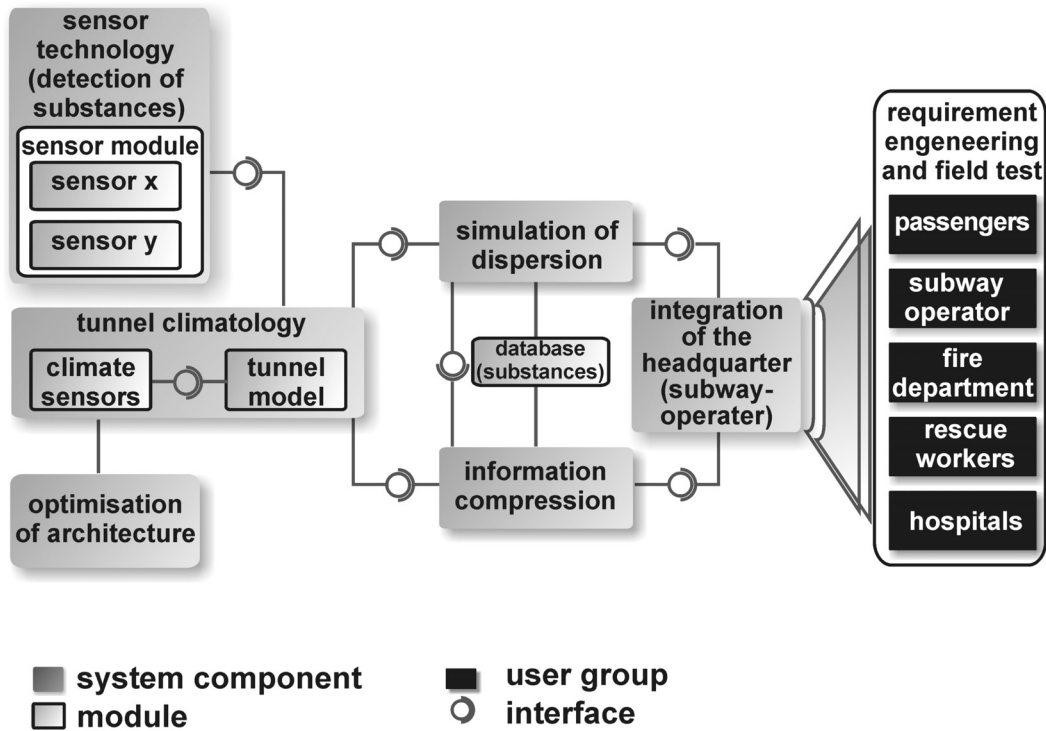 sensor
technology
(detection of
substances)
sensor module
sensor x
sensor y
tunnel climatology
climate
sensors
tunnel
model
optimisation
of architecture
simulation of
dispersion
database
(substances)
information
compression
integration
of the
headquarter
(subway-
operater)
requirement
engeneering
and field test
passengers
subway
operator
fire
department
rescue
workers
hospitals
system component
module
user group
interface